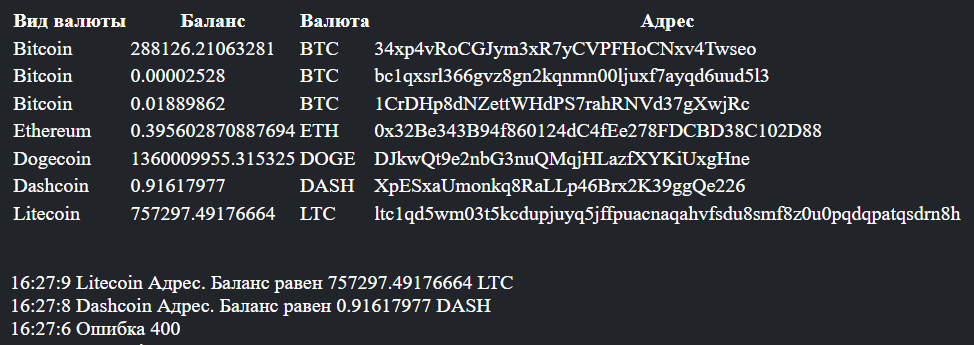 Вид валюты Баланс Валюта Адрес
Bitcoin 288126.21063281 BTC 34xp4vRoCGJym3xR7yCVPFHoCNxv4Twseo
Bitcoin 0.00002528 BTC bc1qxsrl366gvz8gn2kqnmn00ljuxf7ayqd6uud5l3
Bitcoin 0.01889862 BTC 1CrDHp8dNZettWHdPS7rahRNVd37gXwjRc
Ethereum 0.395602870887694 ETH 0x32Be343B94f860124dC4fEe278FDCBD38C102D88
Dogecoin 1360009955.315325 DOGE DJkwQt9e2nbG3nuQMqjHLazfXYKiUxgHne
Dashcoin 0.91617977 DASH XpESxaUmonkq8RaLLp46Brx2K39ggQe226
Litecoin 757297.49176664 LTC ltc1qd5wm03t5kcdupjuyq5jffpuacnaqahvfsdu8smf8z0u0pqdqpatqsdrn8h
16:27:9 Litecoin Адрес. Баланс равен 757297.49176664 LTC
16:27:8 Dashcoin Адрес. Баланс равен 0.91617977 DASH
16:27:6 Ошибка 400